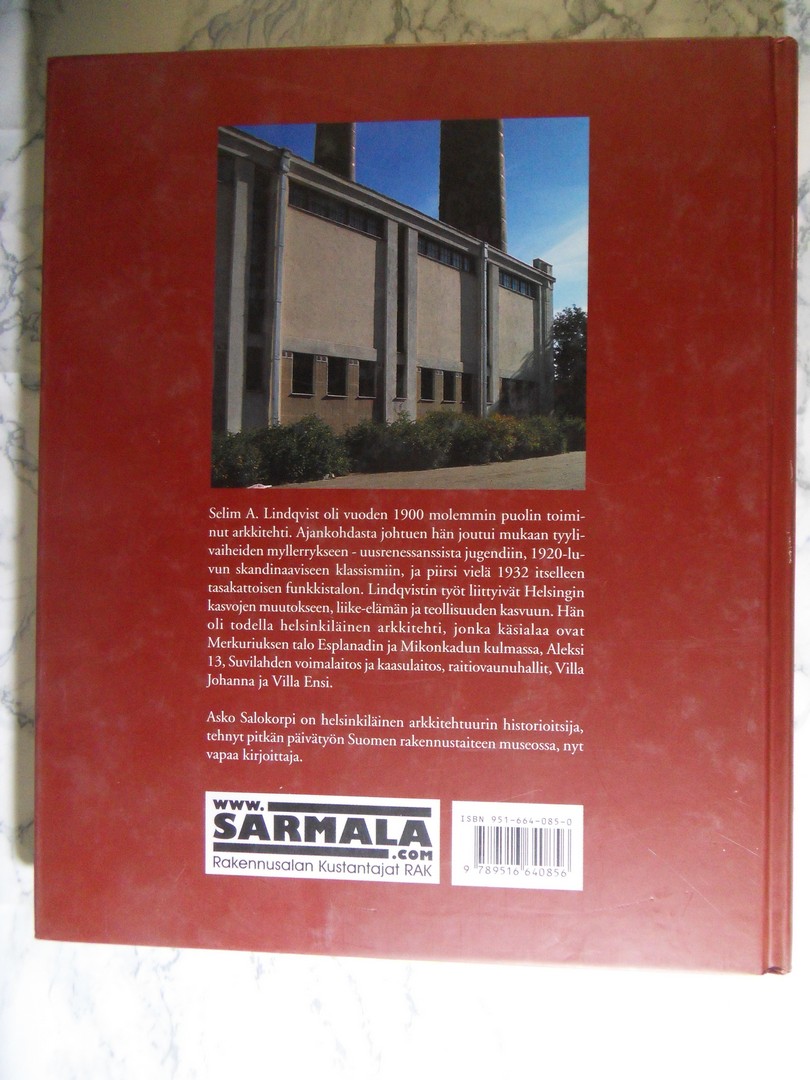 Selim A. Lindqvist oli vuoden 1900 molemmin puolin toimi-
nut arkkitehti. Ajankohdasta johtuen hän joutui mukaan tyyli-
vaiheiden myllerrykseen - uusrenessanssista jugendiin, 1920-lu-
vun skandinaaviseen klassismiin, ja piirsi vielä 1932 itselleen
tasakattoisen funkkistalon. Lindqvistin työt liittyivät Helsingin
kasvojen muutokseen, liike-elämän ja teollisuuden kasvuun. Hän
oli todella helsinkiläinen arkkitehti, jonka käsialaa ovat
Merkuriuksen talo Esplanadin ja Mikonkadun kulmassa, Aleksi
13, Suvilahden voimalaitos ja kaasulaitos, raitiovaunuhallit, Villa
Johanna ja Villa Ensi.
Asko Salokorpi on helsinkiläinen arkkitehtuurin historioitsija,
tehnyt pitkän päivätyön Suomen rakennustaiteen museossa, nyt
vapaa kirjoittaja.
WWW.
SARMALA
.COM
Rakennusalan Kustantajat RAK
ISBN 951-664-085-0
9 789516 640856